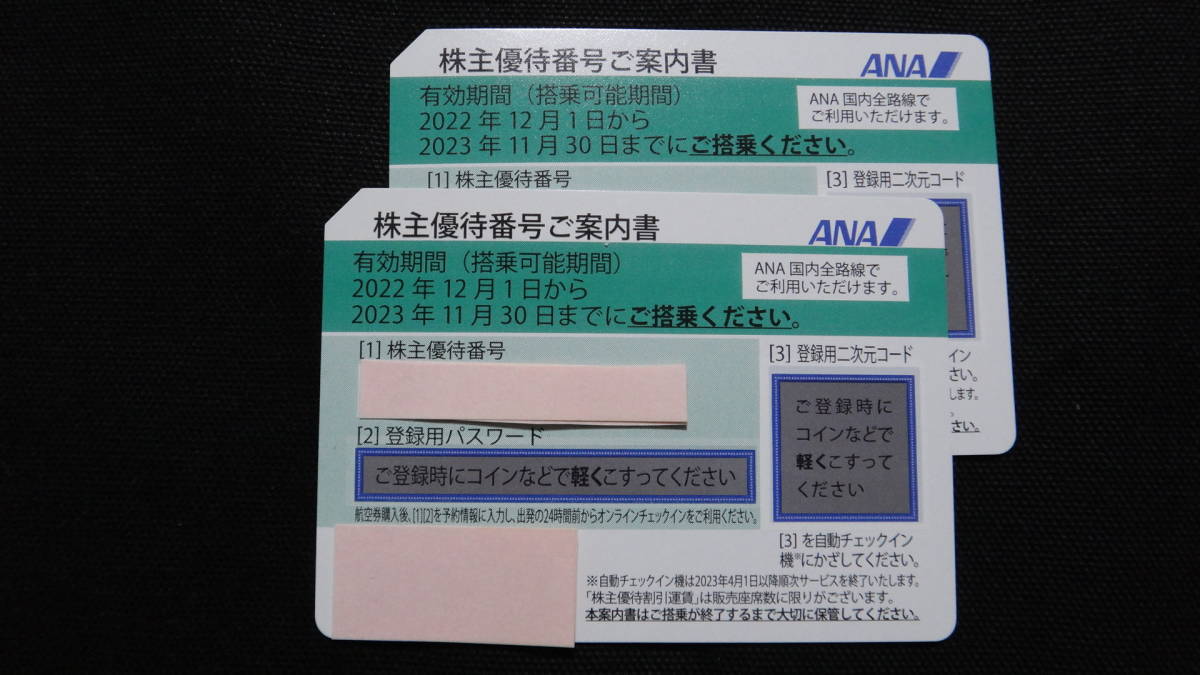 株主優待番号ご案内書
ANA
有効期間（搭乗可能期間）
2022 年 12 月 1 日から
2023 年 11 月 30 日までにご搭乗ください。
ANA 国内全路線で
ご利用いただけます。
[1] 株主優待番号
[3] 登録用二次元コード
イン
さい。
します。
さい。
株主優待番号ご案内書
ANA
有効期間（搭乗可能期間）
2022 年 12 月 1 日から
2023 年 11 月 30 日までにご搭乗ください。
ANA 国内全路線で
ご利用いただけます。
[1] 株主優待番号
[2] 登録用パスワード
ご登録時にコインなどで軽くこすってください
航空券購入後、[1][2]を予約情報に入力し、出発の24時間前からオンラインチェックインをご利用ください。
[3] 登録用二次元コード
ご登録時に
コインなどで
軽くこすって
ください
[3] を自動チェックイン
機※にかざしてください。
※自動チェックイン機は2023年4月1日以降順次サービスを終了いたします。
「株主優待割引運賃」は販売座席数に限りがございます。
本案内書はご搭乗が終了するまで大切に保管してください。